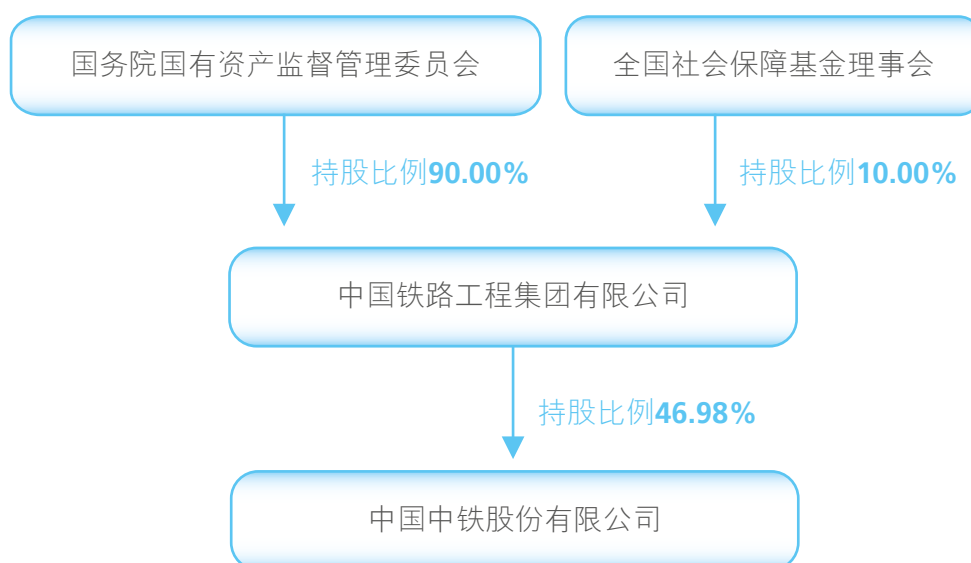 国务院国有资产监督管理委员会
全国社会保障基金理事会
持股比例90.00%
持股比例10.00%
中国铁路工程集团有限公司
持股比例46.98%
中国中铁股份有限公司